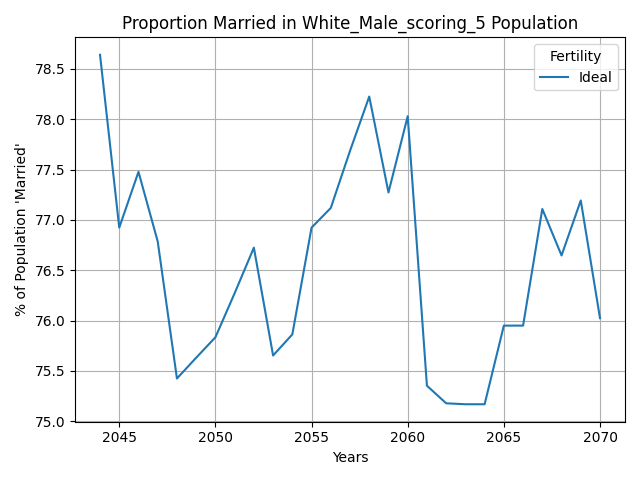 Proportion Married in White_Male_scoring_5 Population
Fertility
Ideal
% of Population 'Married'
78.5
78.0
77.5
77.0
76.5
76.0
75.5
75.0
2045 2050 2055 2060 2065 2070
Years